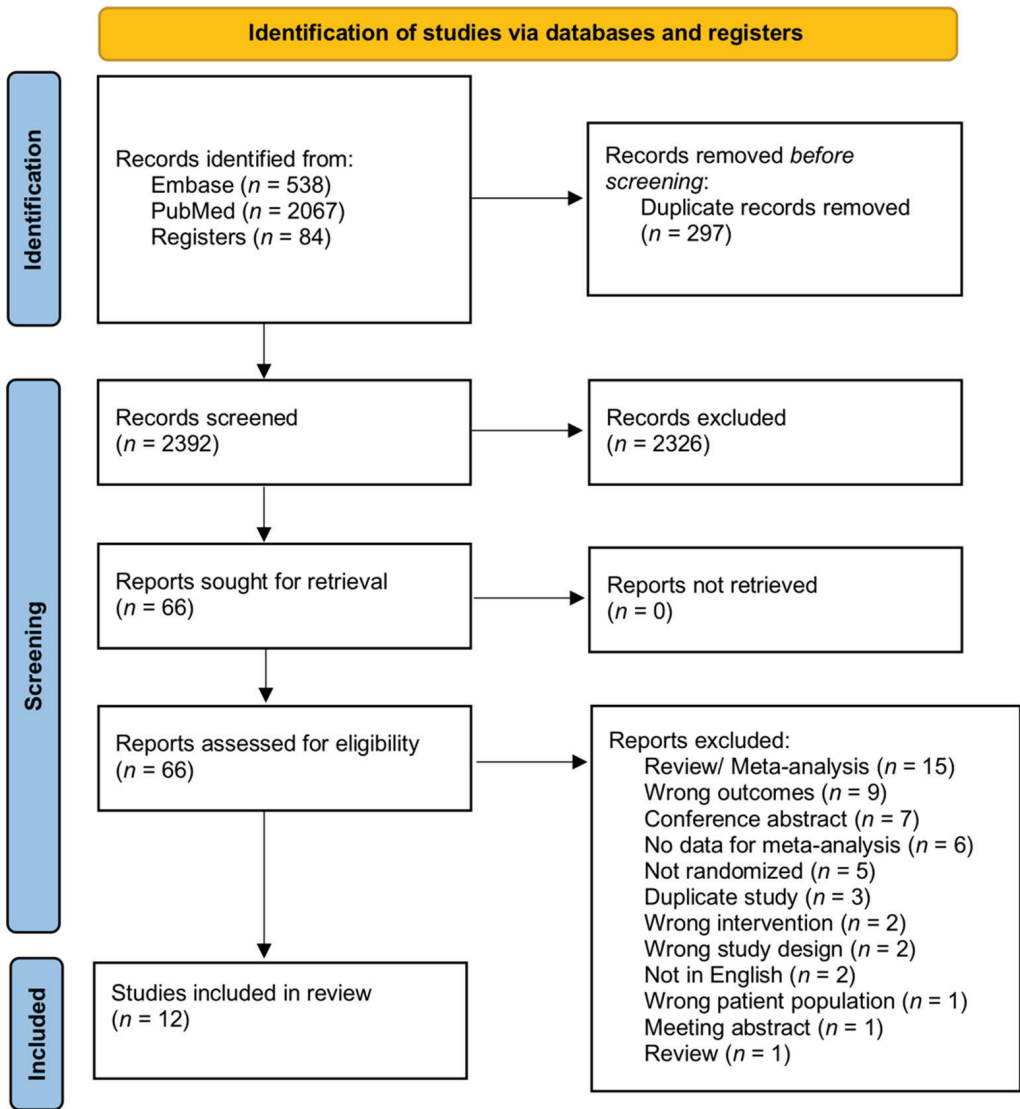 Identification of studies via databases and registers
Identification
Records identified from:
Embase (n = 538)
PubMed (n = 2067)
Registers (n = 84)
Records removed before
screening:
Duplicate records removed
(n = 297)
Screening
Records screened
(n = 2392)
Records excluded
(n = 2326)
Reports sought for retrieval
(n = 66)
Reports not retrieved
(n = 0)
Reports assessed for eligibility
(n = 66)
Reports excluded:
Review/ Meta-analysis (n = 15)
Wrong outcomes (n = 9)
Conference abstract (n = 7)
No data for meta-analysis (n = 6)
Not randomized (n = 5)
Duplicate study (n = 3)
Wrong intervention (n = 2)
Wrong study design (n = 2)
Not in English (n = 2)
Wrong patient population (n = 1)
Meeting abstract (n = 1)
Review (n = 1)
Included
Studies included in review
(n = 12)